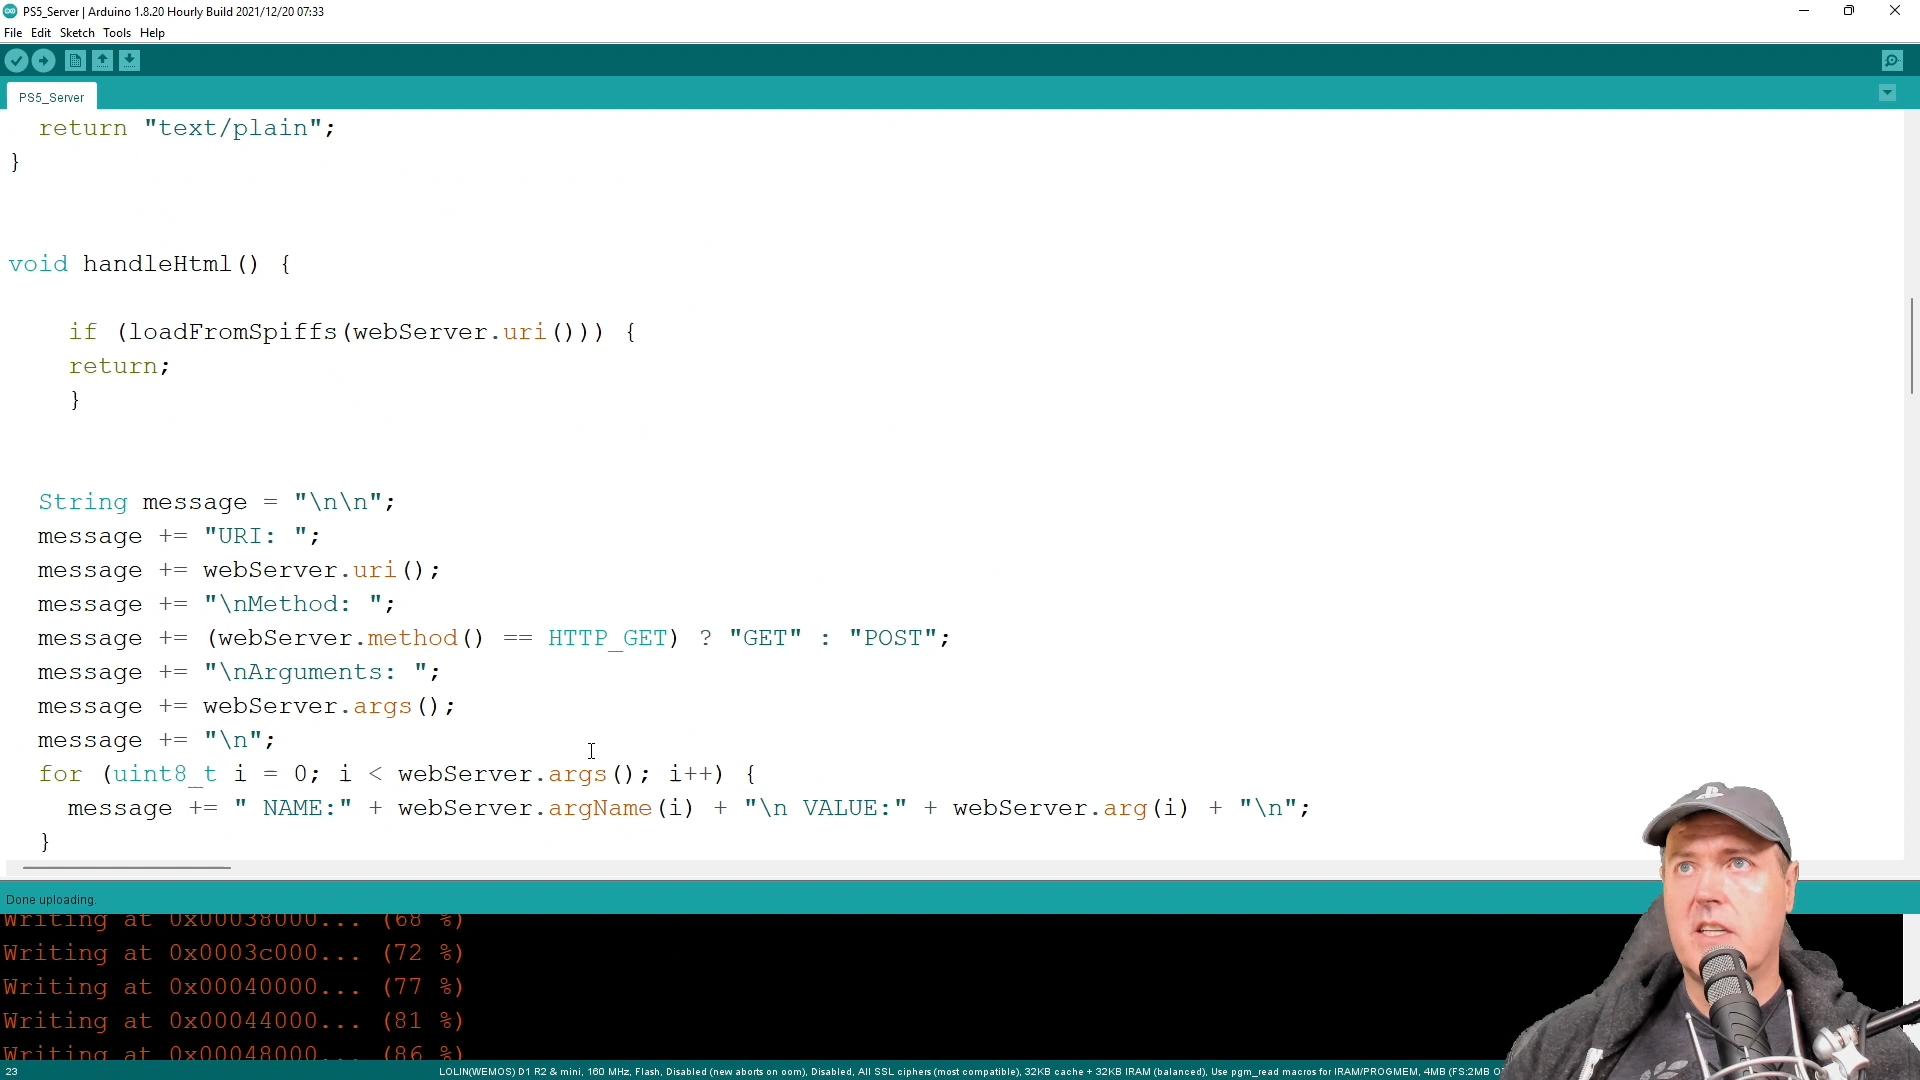 PS5_Server | Arduino 1.8.20 Hourly Build 2021/12/20 07:33
File Edit Sketch Tools Help
PS5_Server
return "text/plain";
}
void handleHtml() {
if (loadFromSpiffs(webServer.uri())) {
return;
}
String message = "\n\n";
message += "URI: ";
message += webServer.uri();
message += "\nMethod: ";
message += (webServer.method() == HTTP_GET) ? "GET" : "POST";
message += "\nArguments: ";
message += webServer.args();
message += "\n";
for (uint8_t i = 0; i < webServer.args(); i++) {
message += " NAME:" + webServer.argName(i) + "\n VALUE:" + webServer.arg(i) + "\n";
}
Done uploading.
Writing at 0x00038000... (68 %)
Writing at 0x0003c000... (72 %)
Writing at 0x00040000... (77 %)
Writing at 0x00044000... (81 %)
Writing at 0x00048000... (86 %)
23 LOLIN(WEMOS) D1 R2 & mini, 160 MHz, Flash, Disabled (new aborts on oom), Disabled, All SSL ciphers (most compatible), 32KB cache + 32KB IRAM (balanced), Use pgm_read macros for IRAM/PROGMEM, 4MB (FS:2MB